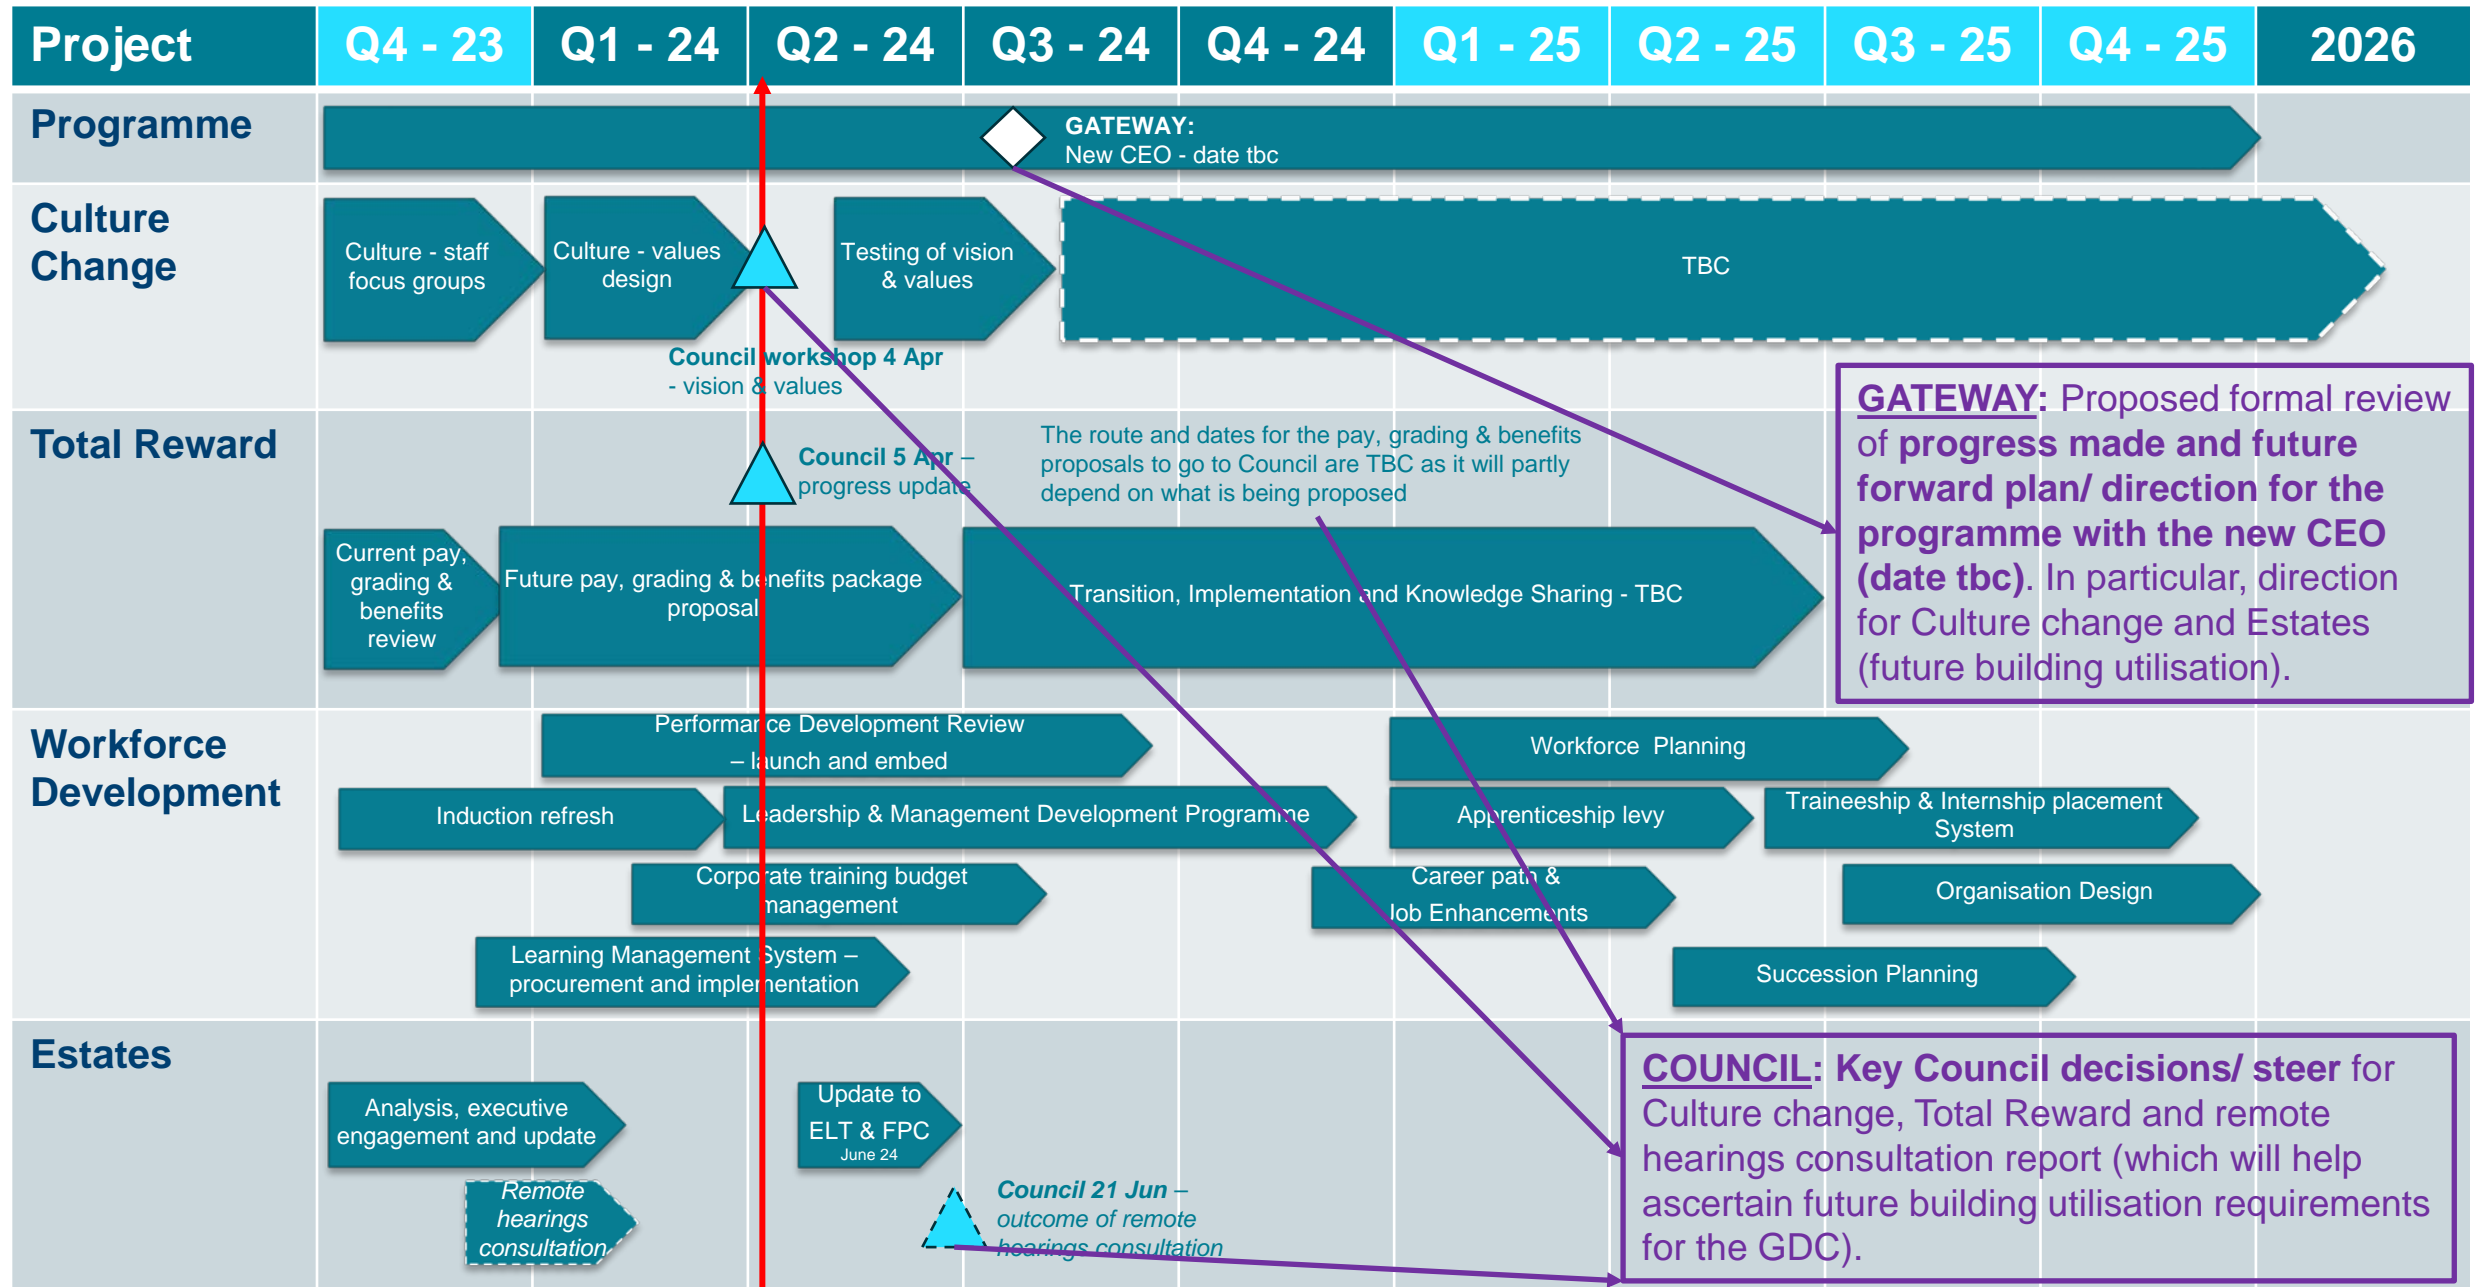 Project
Q4 - 23
Q1 - 24
Q2 - 24
Q3 - 24
Q4 - 24
Q1 - 25
Q2 - 25
Q3 - 25
Q4 - 25
2026
Programme
GATEWAY:
New CEO - date tbc
Culture
Change
Culture - staff
focus groups
Culture - values
design
Testing of vision
& values
TBC
Council workshop 4 Apr
- vision & values
GATEWAY: Proposed formal review
of progress made and future
forward plan/ direction for the
programme with the new CEO
(date tbc). In particular, direction
for Culture change and Estates
(future building utilisation).
Total Reward
Council 5 Apr –
progress update
The route and dates for the pay, grading & benefits
proposals to go to Council are TBC as it will partly
depend on what is being proposed
Current pay,
grading &
benefits
review
Future pay, grading & benefits package
proposal
Transition, Implementation and Knowledge Sharing - TBC
Workforce
Development
Performance Development Review
– launch and embed
Workforce Planning
Induction refresh
Leadership & Management Development Programme
Apprenticeship levy
Traineeship & Internship placement
System
Corporate training budget
management
Career path &
Job Enhancements
Organisation Design
Learning Management System –
procurement and implementation
Succession Planning
Estates
Analysis, executive
engagement and update
Update to
ELT & FPC
June 24
Remote
hearings
consultation
Council 21 Jun –
outcome of remote
hearings consultation
COUNCIL: Key Council decisions/ steer for
Culture change, Total Reward and remote
hearings consultation report (which will help
ascertain future building utilisation requirements
for the GDC).